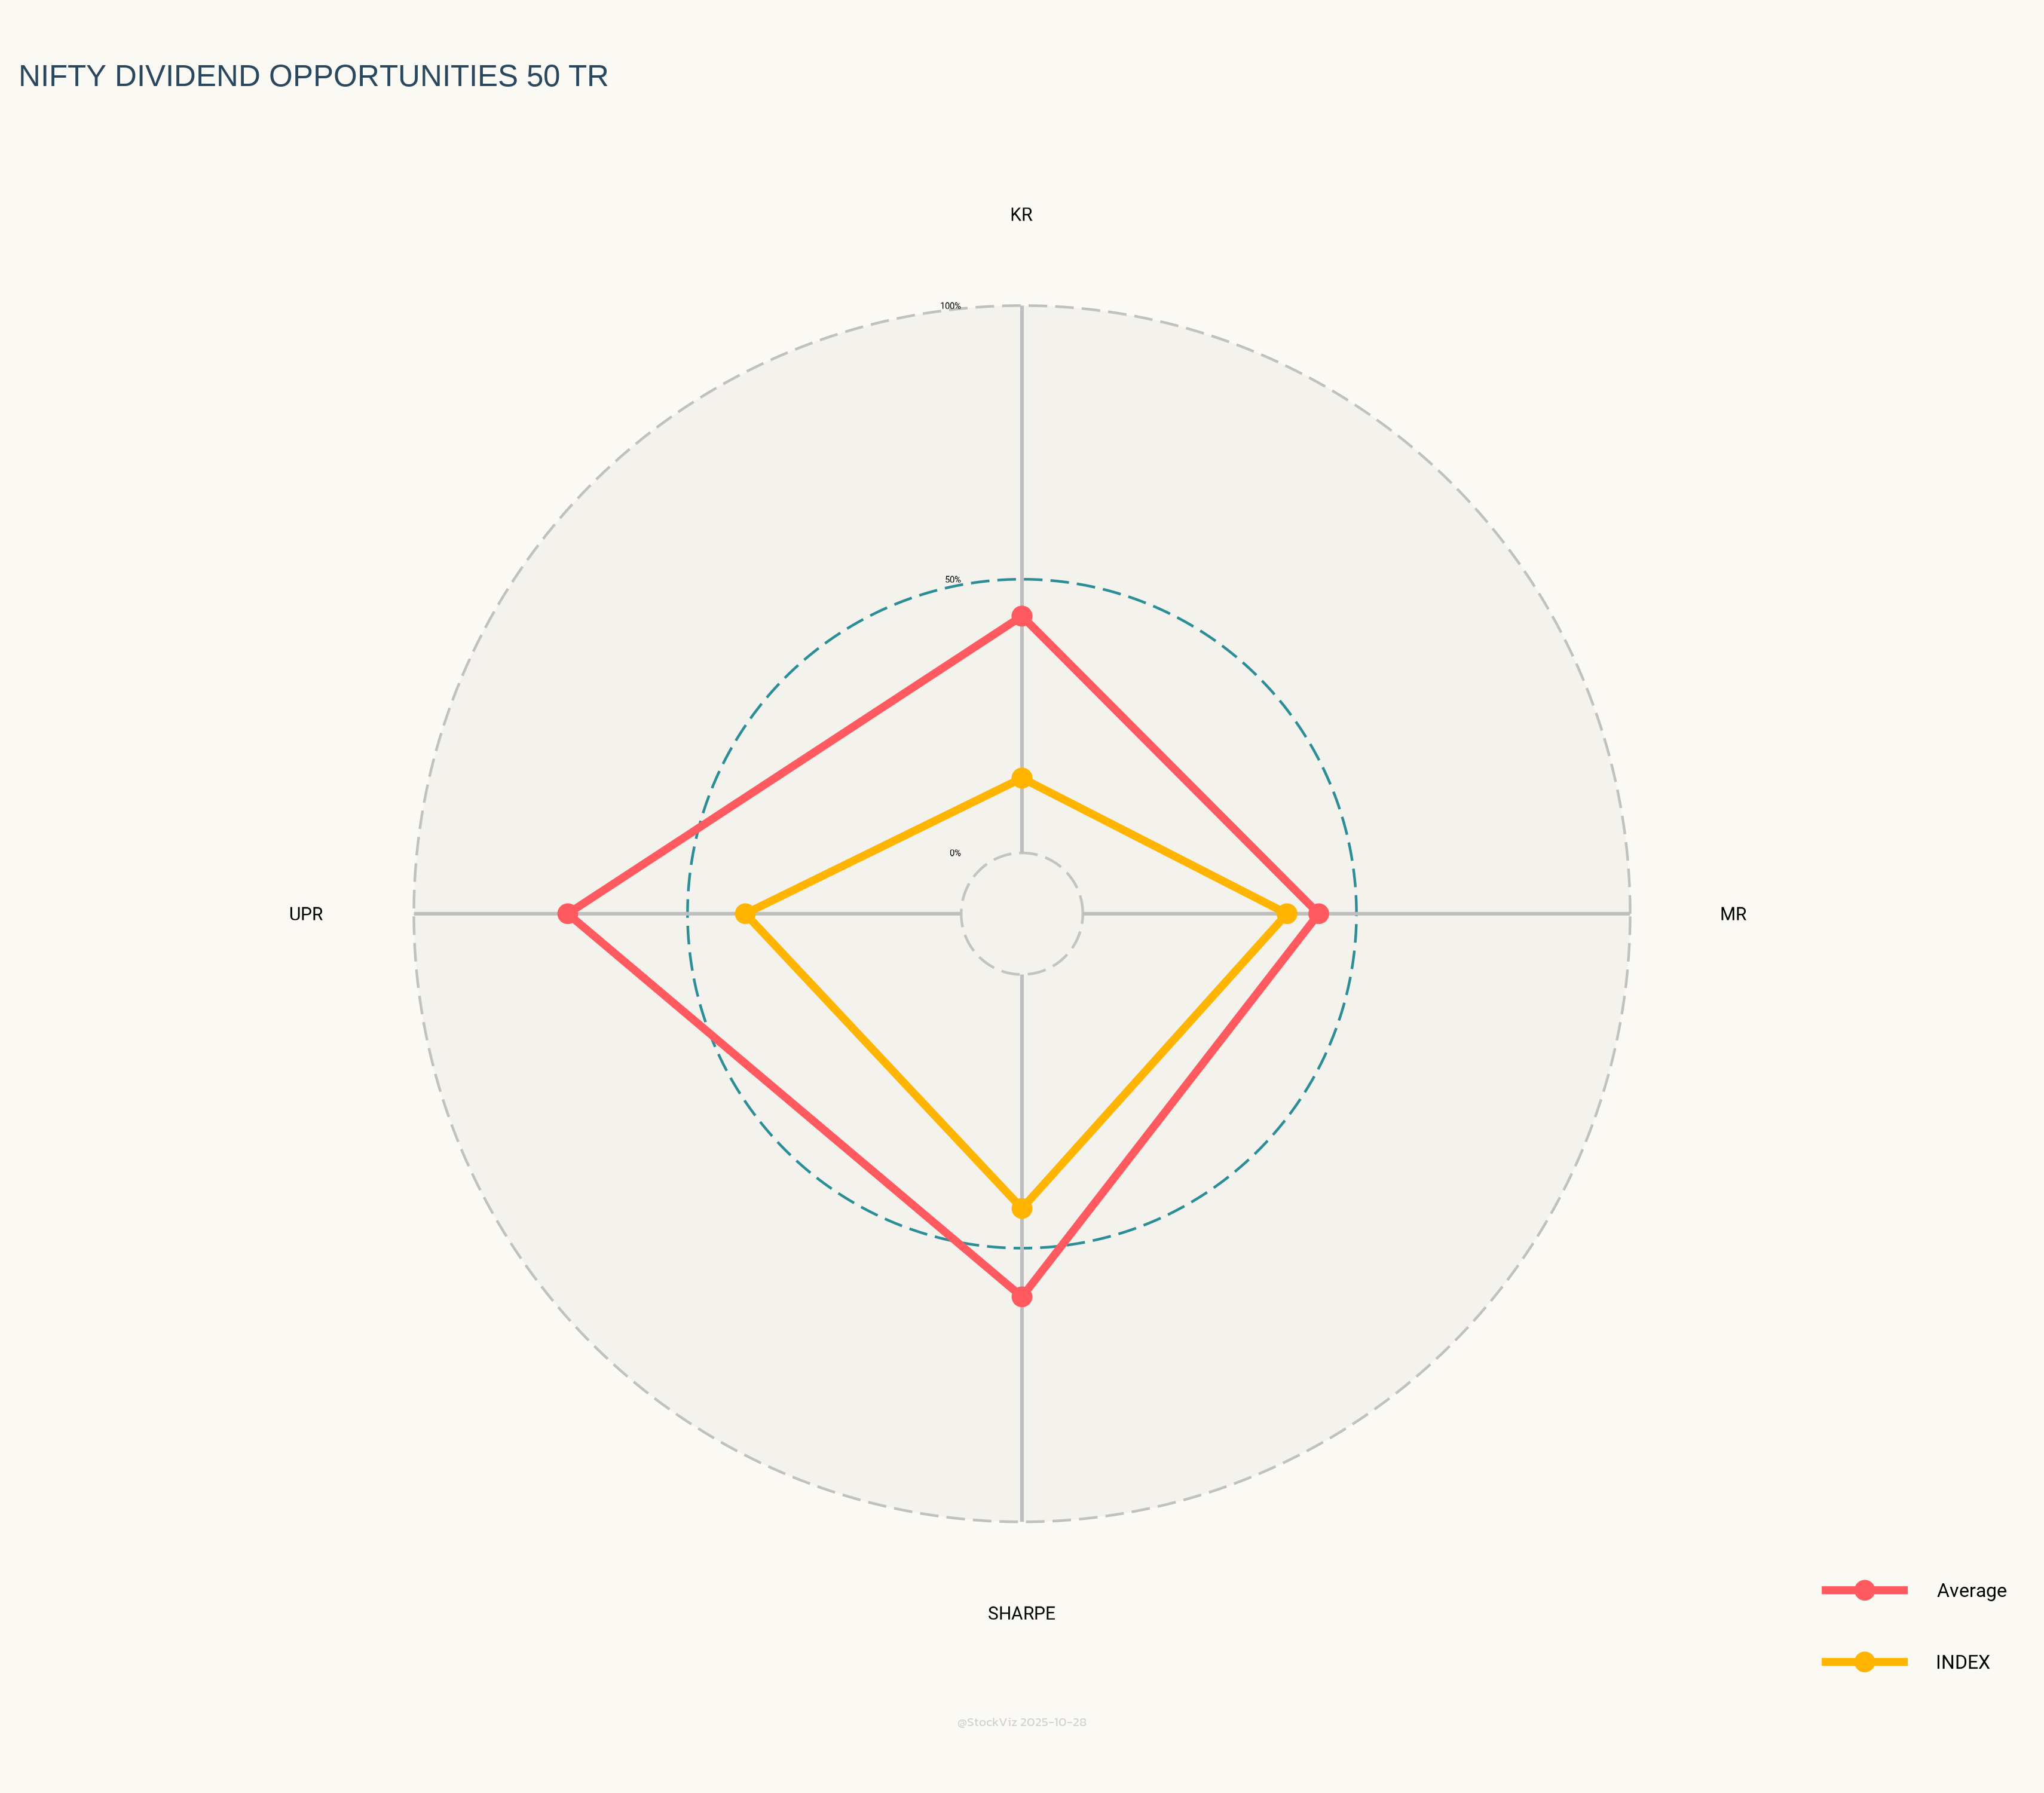 NIFTY DIVIDEND OPPORTUNITIES 50 TR
KR
100%
50%
0%
UPR
MR
SHARPE
Average
INDEX
@StockViz 2025-10-28